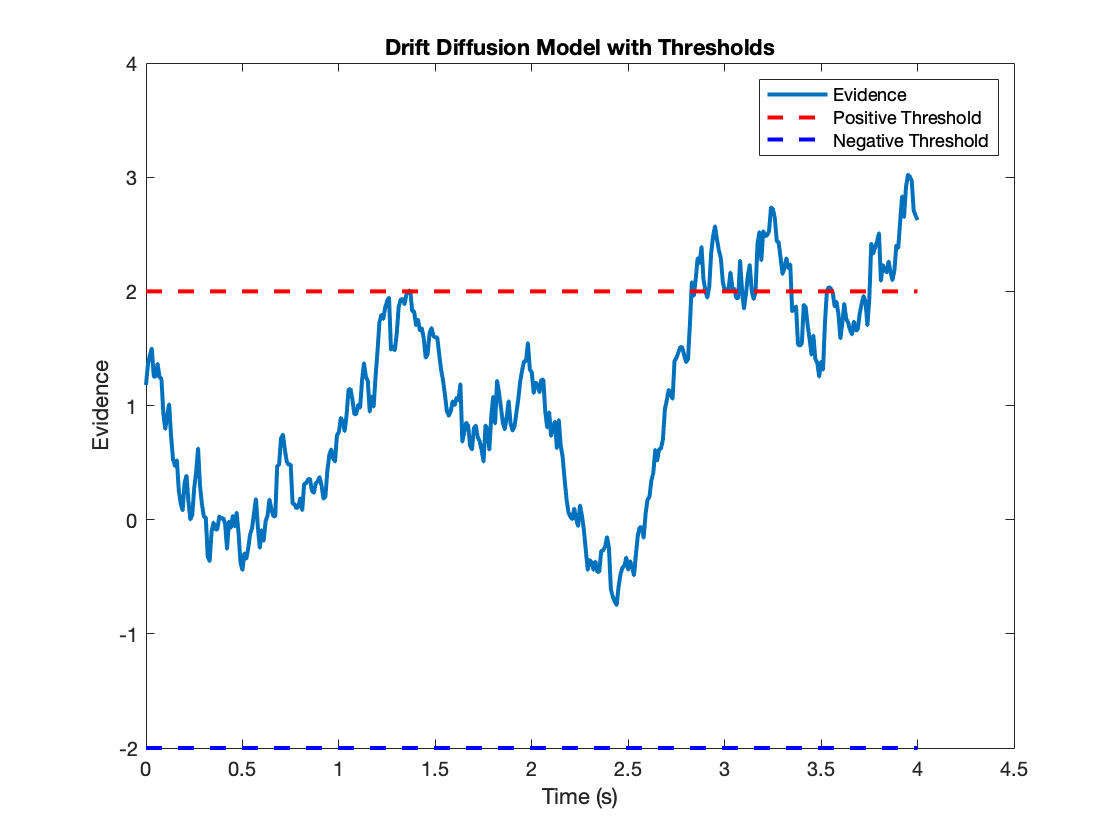 Drift Diffusion Model with Thresholds
Evidence
Positive Threshold
Negative Threshold
4
3
2
1
0
-1
-2
Evidence
0
0.5
1
1.5
2
2.5
3
3.5
4
4.5
Time (s)